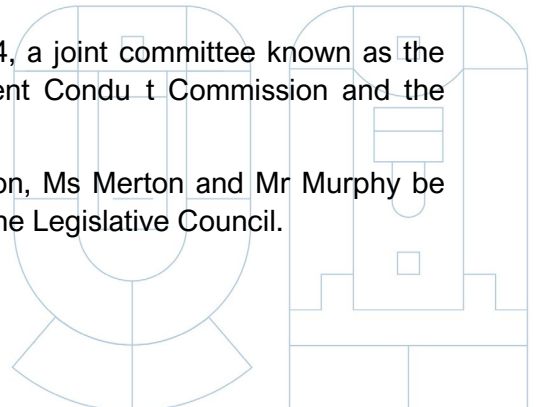 4, a joint committee known as the
ent Condu t Commission and the
on, Ms Merton and Mr Murphy be
ne Legislative Council.